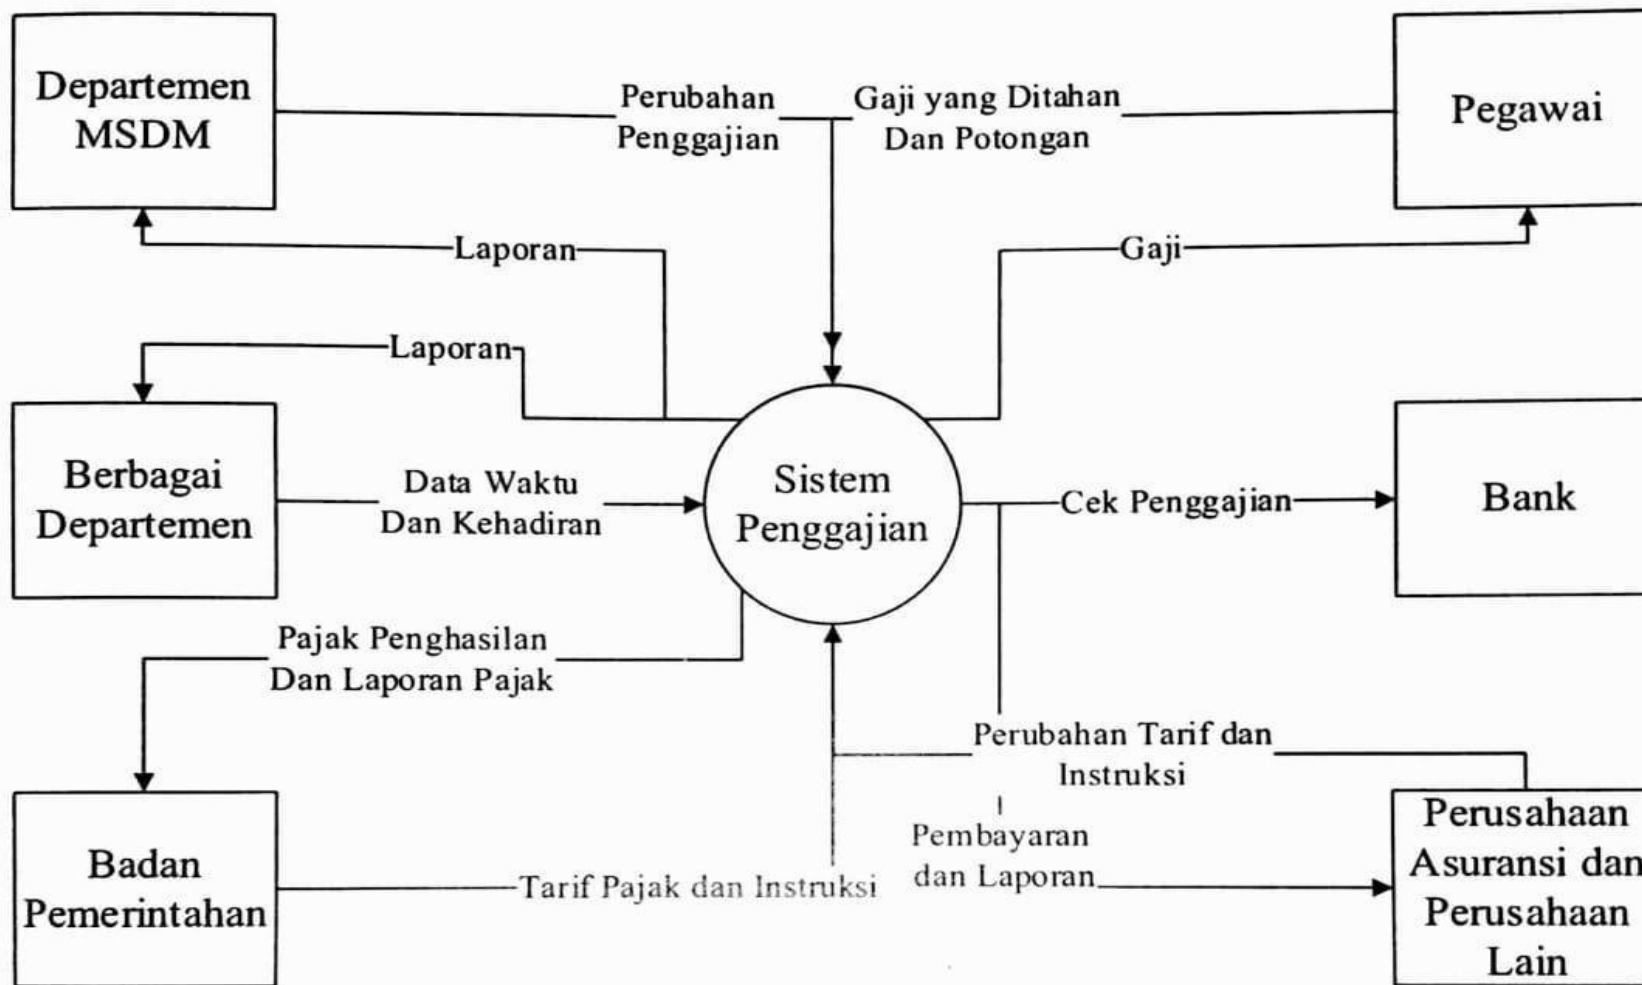 Departemen
MSDM
Perubahan
Penggajian
Gaji yang Ditahan
Dan Potongan
Pegawai
Laporan
Gaji
Laporan
Berbagai
Departemen
Data Waktu
Dan Kehadiran
Sistem
Penggajian
Cek Penggajian
Bank
Pajak Penghasilan
Dan Laporan Pajak
Perubahan Tarif dan
Instruksi
Badan
Pemerintahan
Tarif Pajak dan Instruksi
Pembayaran
dan Laporan
Perusahaan
Asuransi dan
Perusahaan
Lain